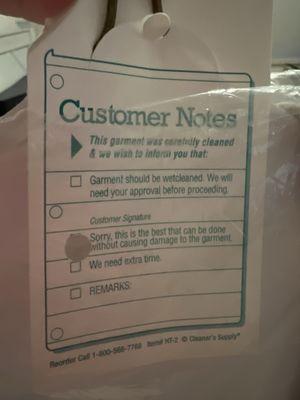 Customer Notes
This garment was carefully cleaned
& we wish to inform you that:
Garment should be wetcleaned. We will
need your approval before proceeding.
Customer Signature
Sorry, this is the best that can be done
without causing damage to the garment.
We need extra time.
REMARKS:
Reorder Call 1-800-568-7768 Item# HT-2 © Cleaner's Supply®